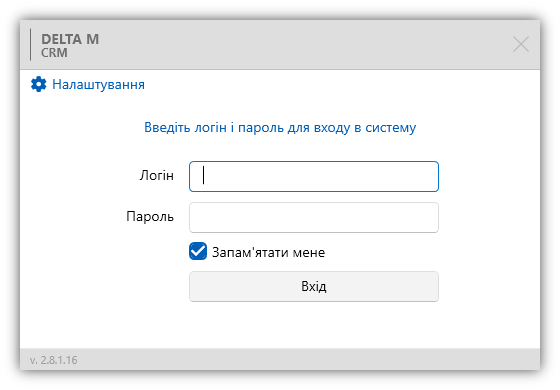 DELTA M
CRM
Налаштування
Введіть логін і пароль для входу в систему
Логін
Пароль
Запам'ятати мене
Вхід
v. 2.8.1.16